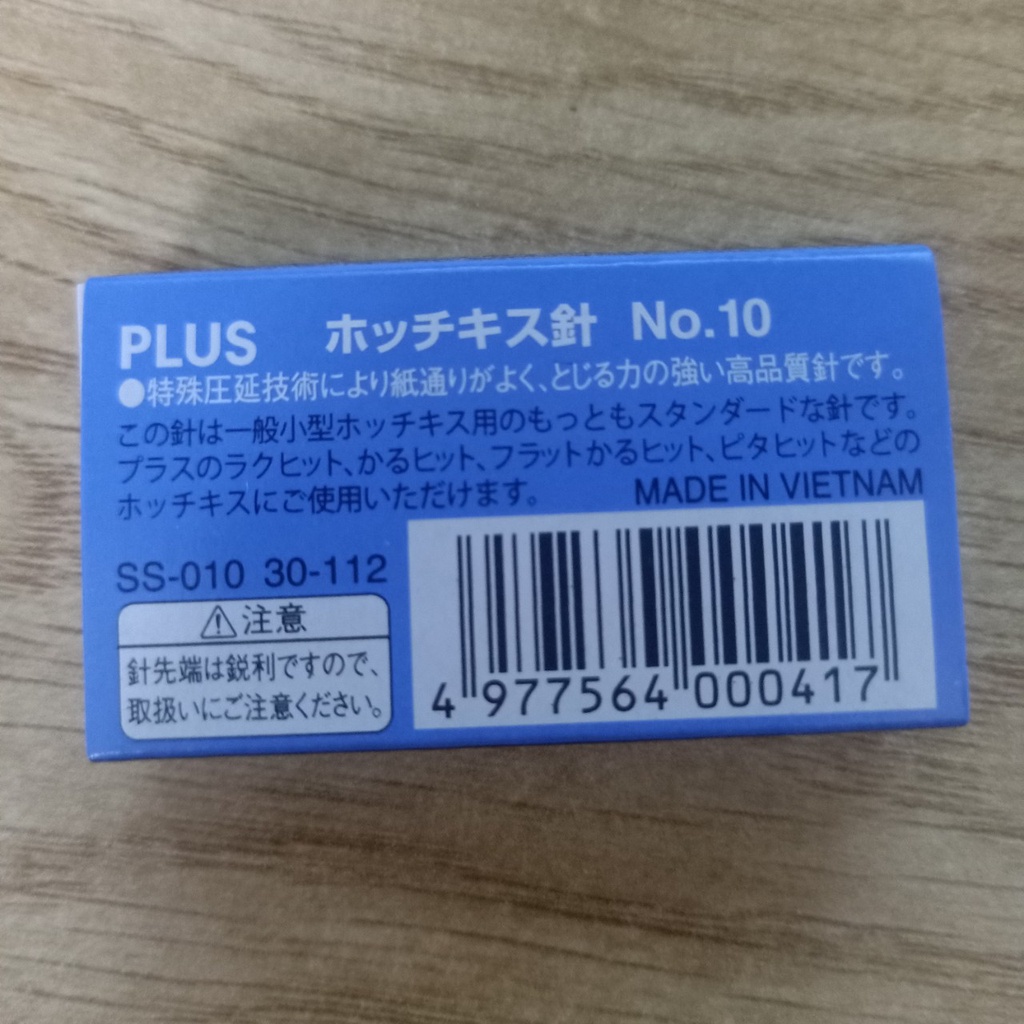 PLUS ホッチキス針 No.10
●特殊圧延技術により紙通りがよく、とじる力の強い高品質針です。
この針は一般小型ホッチキス用のもっともスタンダードな針です。
プラスのラクヒット、かるヒット、フラットかるヒット、ピタヒットなどの
ホッチキスにご使用いただけます。 MADE IN VIETNAM
SS-010 30-112
⚠注意
針先端は鋭利ですので、
取扱いにご注意ください。
4 977564 000417